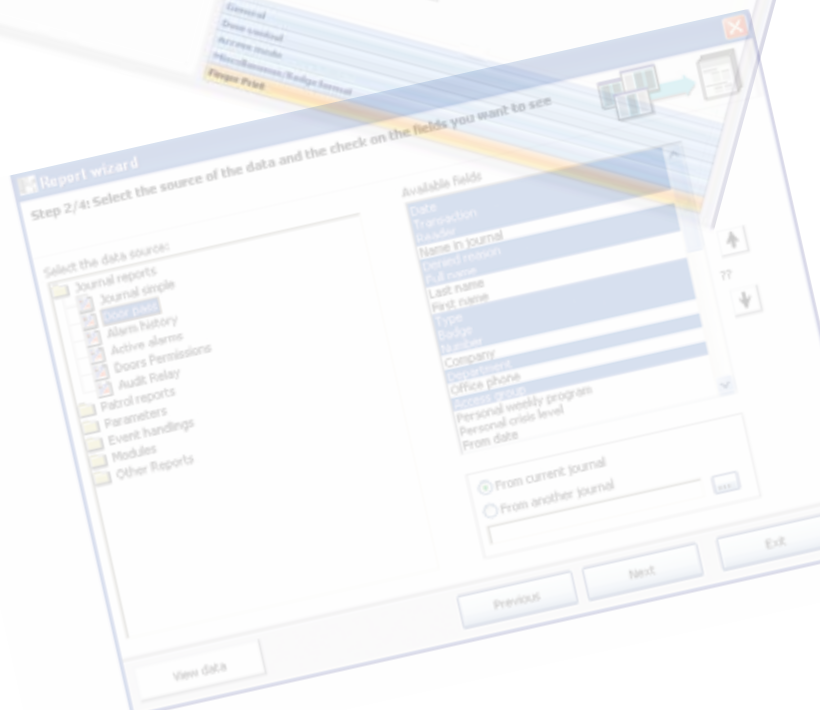 General
Door control
Access mode
Miscellaneous/Badge format
Finger Print
Report wizard
Step 2/4: Select the source of the data and the check on the fields you want to see
Select the data source:
Journal reports
Journal simple
Door pass
Alarm history
Active alarms
Doors Permissions
Audit Relay
Patrol reports
Parameters
Event handlings
Modules
Other Reports
Available fields
Date
Transaction
Reader
Name in Journal
Denied reason
Full name
Last name
First name
Type
Badge
Number
Company
Department
Office phone
Access group
Personal weekly program
Personal crisis level
From date
??
From current journal
From another journal
...
Previous
Next
Exit
View data